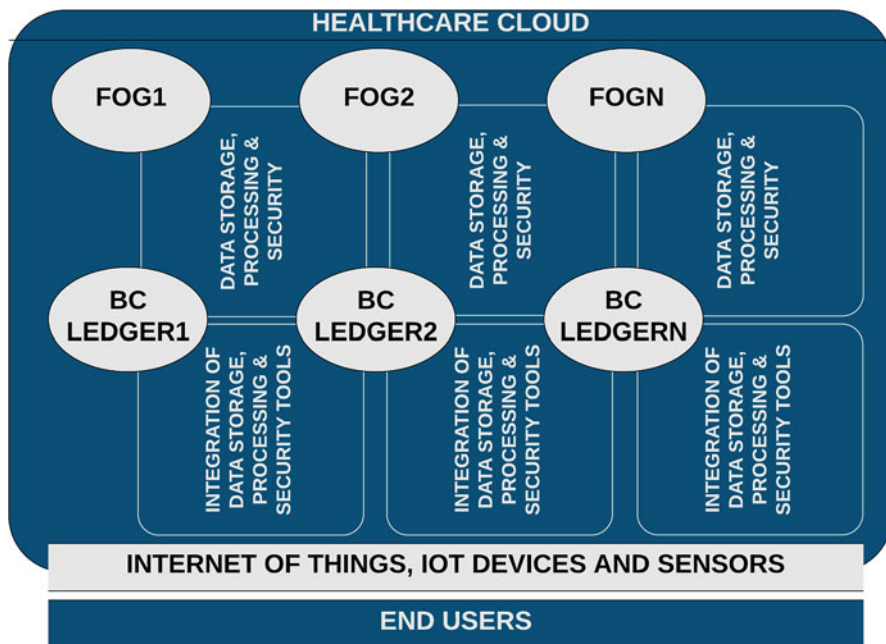 HEALTHCARE CLOUD
FOG1
FOG2
FOGN
DATA STORAGE,
PROCESSING &
SECURITY
DATA STORAGE,
PROCESSING &
SECURITY
DATA STORAGE,
PROCESSING &
SECURITY
BC
LEDGER1
BC
LEDGER2
BC
LEDGERN
INTEGRATION OF
DATA STORAGE,
PROCESSING &
SECURITY TOOLS
INTEGRATION OF
DATA STORAGE,
PROCESSING &
SECURITY TOOLS
INTEGRATION OF
DATA STORAGE,
PROCESSING &
SECURITY TOOLS
INTERNET OF THINGS, IOT DEVICES AND SENSORS
END USERS